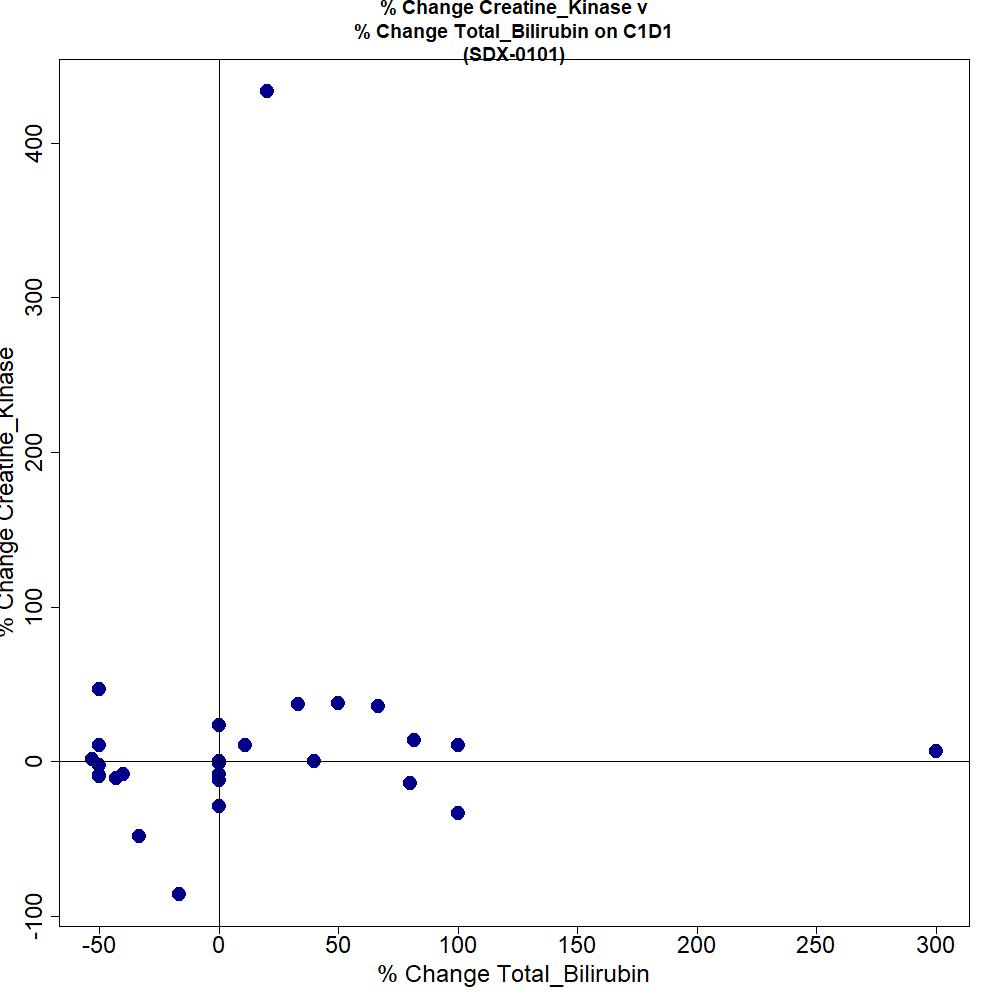 % Change Creatine_Kinase v
% Change Total_Bilirubin on C1D1
(SDX-0101)
% Change Creatine_Kinase
400
300
200
100
0
-100
-50
0
50
100
150
200
250
300
% Change Total_Bilirubin